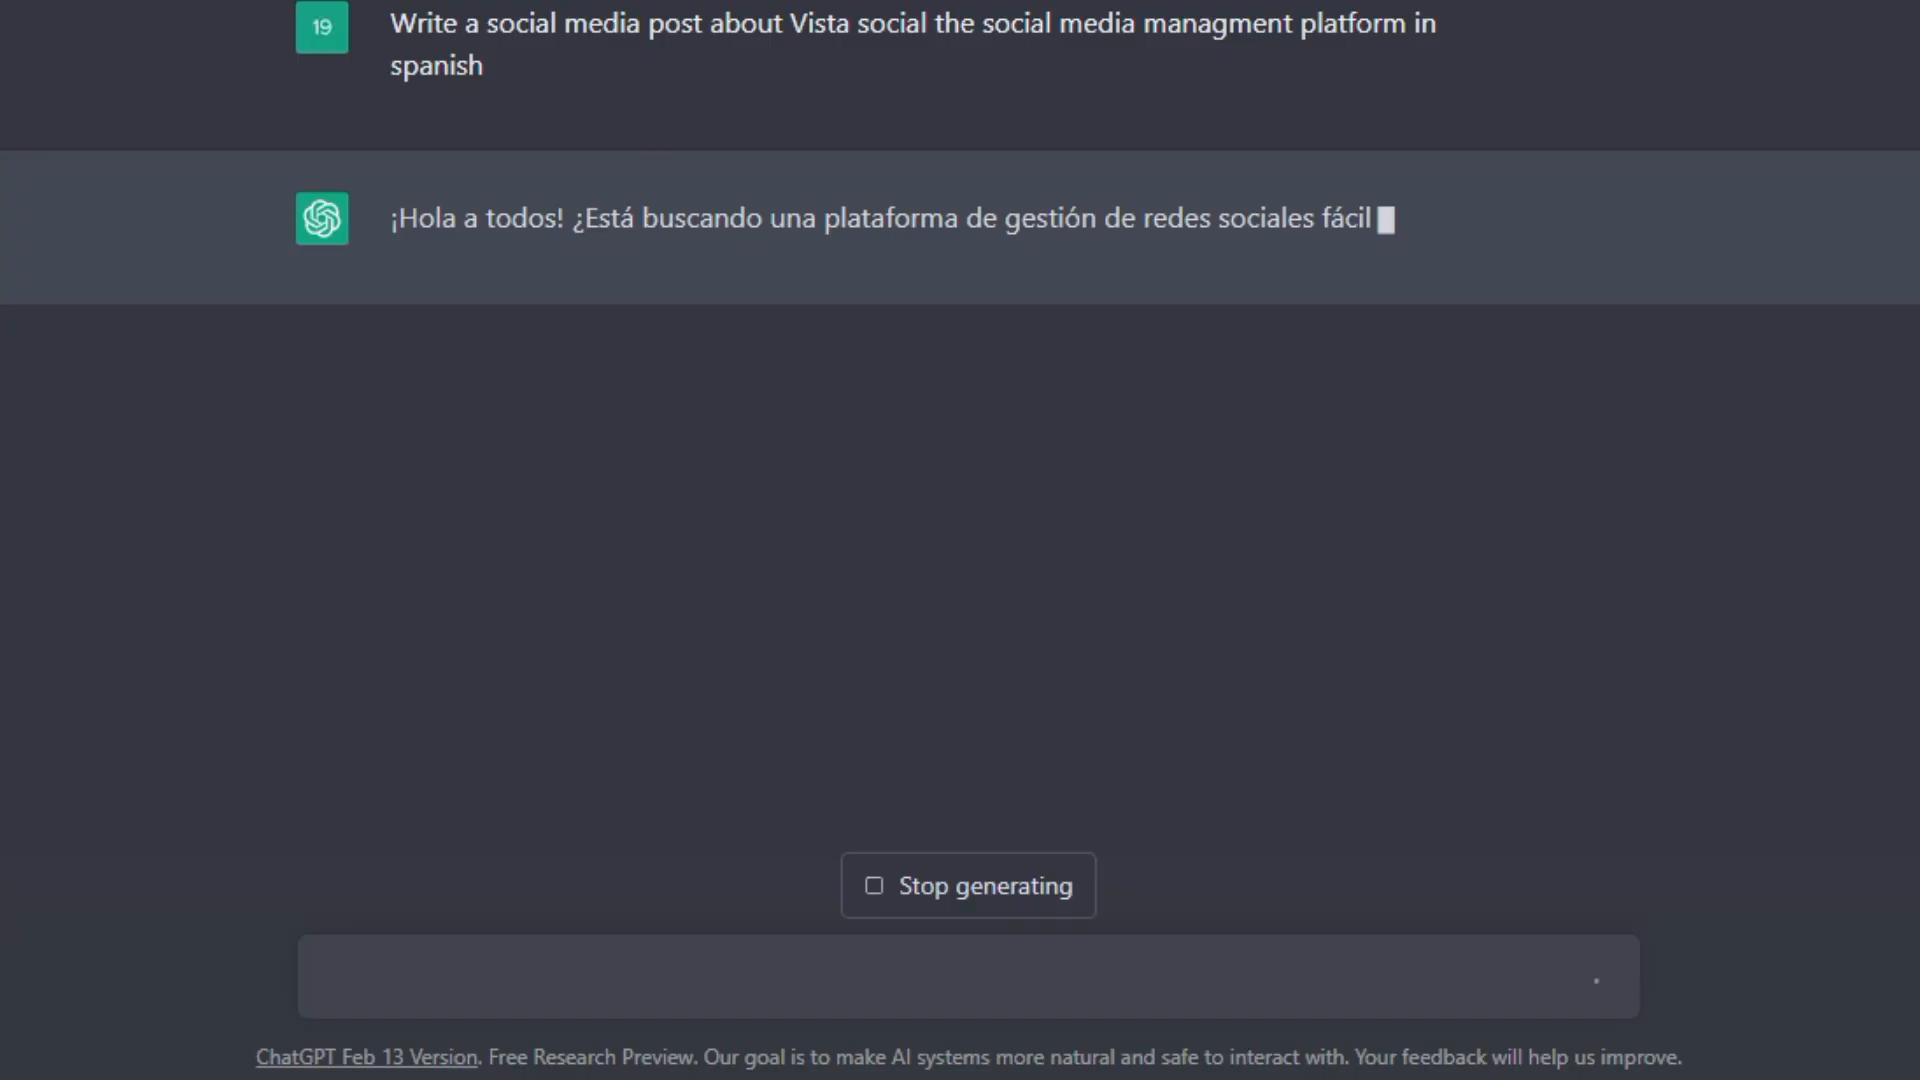 19
Write a social media post about Vista social the social media managment platform in
spanish
¡Hola a todos! ¿Está buscando una plataforma de gestión de redes sociales fácil
Stop generating
ChatGPT Feb 13 Version. Free Research Preview. Our goal is to make AI systems more natural and safe to interact with. Your feedback will help us improve.